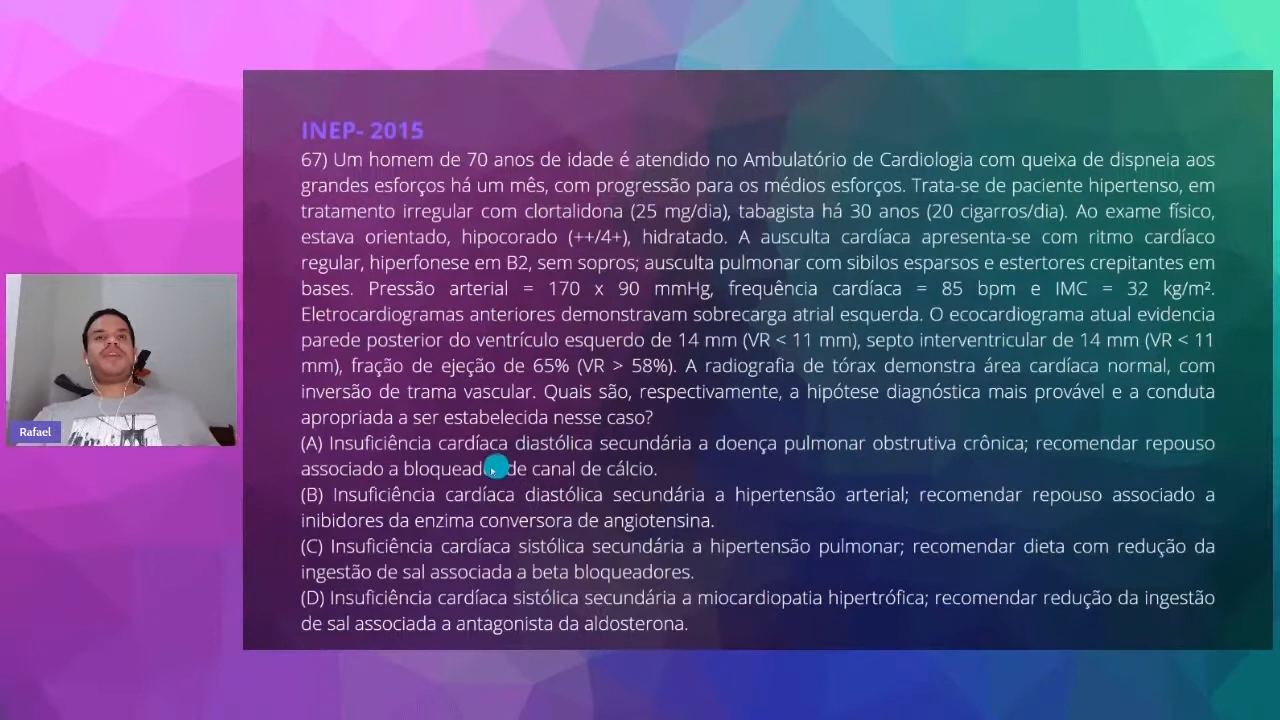 INEP- 2015
67) Um homem de 70 anos de idade é atendido no Ambulatório de Cardiologia com queixa de dispneia aos
grandes esforços há um mês, com progressão para os médios esforços. Trata-se de paciente hipertenso, em
tratamento irregular com clortalidona (25 mg/dia), tabagista há 30 anos (20 cigarros/dia). Ao exame físico,
estava orientado, hipocorado (++/4+), hidratado. A ausculta cardíaca apresenta-se com ritmo cardíaco
regular, hiperfonese em B2, sem sopros; ausculta pulmonar com sibilos esparsos e estertores crepitantes em
bases. Pressão arterial = 170 x 90 mmHg, frequência cardíaca = 85 bpm e IMC = 32 kg/m².
Eletrocardiogramas anteriores demonstravam sobrecarga atrial esquerda. O ecocardiograma atual evidencia
parede posterior do ventrículo esquerdo de 14 mm (VR < 11 mm), septo interventricular de 14 mm (VR < 11
mm), fração de ejeção de 65% (VR > 58%). A radiografia de tórax demonstra área cardíaca normal, com
inversão de trama vascular. Quais são, respectivamente, a hipótese diagnóstica mais provável e a conduta
apropriada a ser estabelecida nesse caso?
(A) Insuficiência cardíaca diastólica secundária a doença pulmonar obstrutiva crônica; recomendar repouso
associado a de canal de cálcio.
(B) Insuficiência cardíaca diastólica secundária a hipertensão arterial; recomendar repouso associado a
inibidores da enzima conversora de angiotensina.
(C) Insuficiência cardíaca sistólica secundária a hipertensão pulmonar; recomendar dieta com redução da
ingestão de sal associada a beta bloqueadores.
(D) Insuficiência cardíaca sistólica secundária a miocardiopatia hipertrófica; recomendar redução da ingestão
de sal associada a antagonista da aldosterona.
Rafael